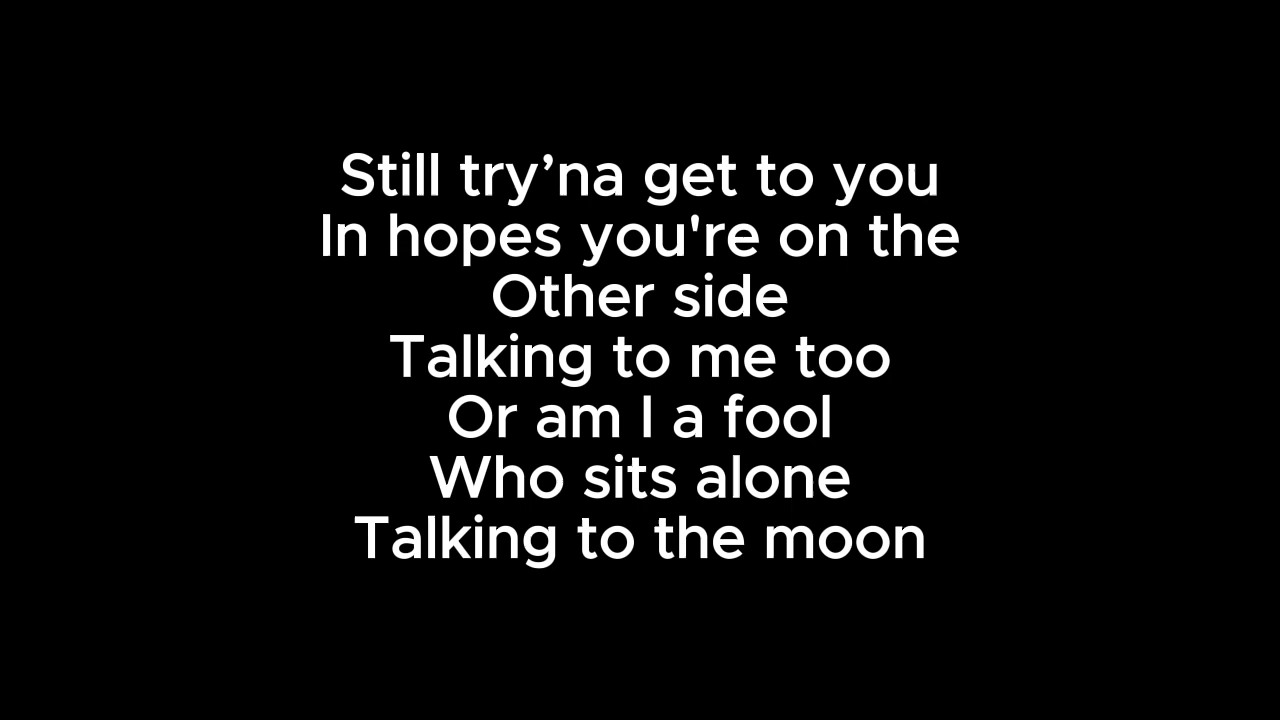 Still try’na get to you
In hopes you're on the
Other side
Talking to me too
Or am I a fool
Who sits alone
Talking to the moon